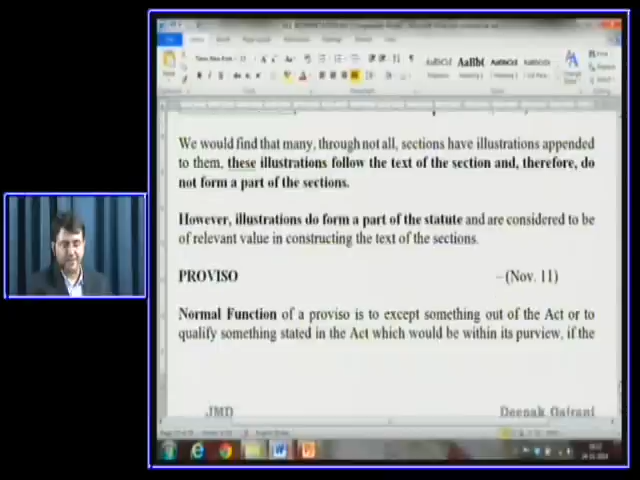 We would find that many, through not all, sections have illustrations appended
to them, these illustrations follow the text of the section and, therefore, do
not form a part of the sections.
However, illustrations do form a part of the statute and are considered to be
of relevant value in constructing the text of the sections.
PROVISO –(Nov. 11)
Normal Function of a proviso is to except something out of the Act or to
qualify something stated in the Act which would be within its purview, if the
JMD